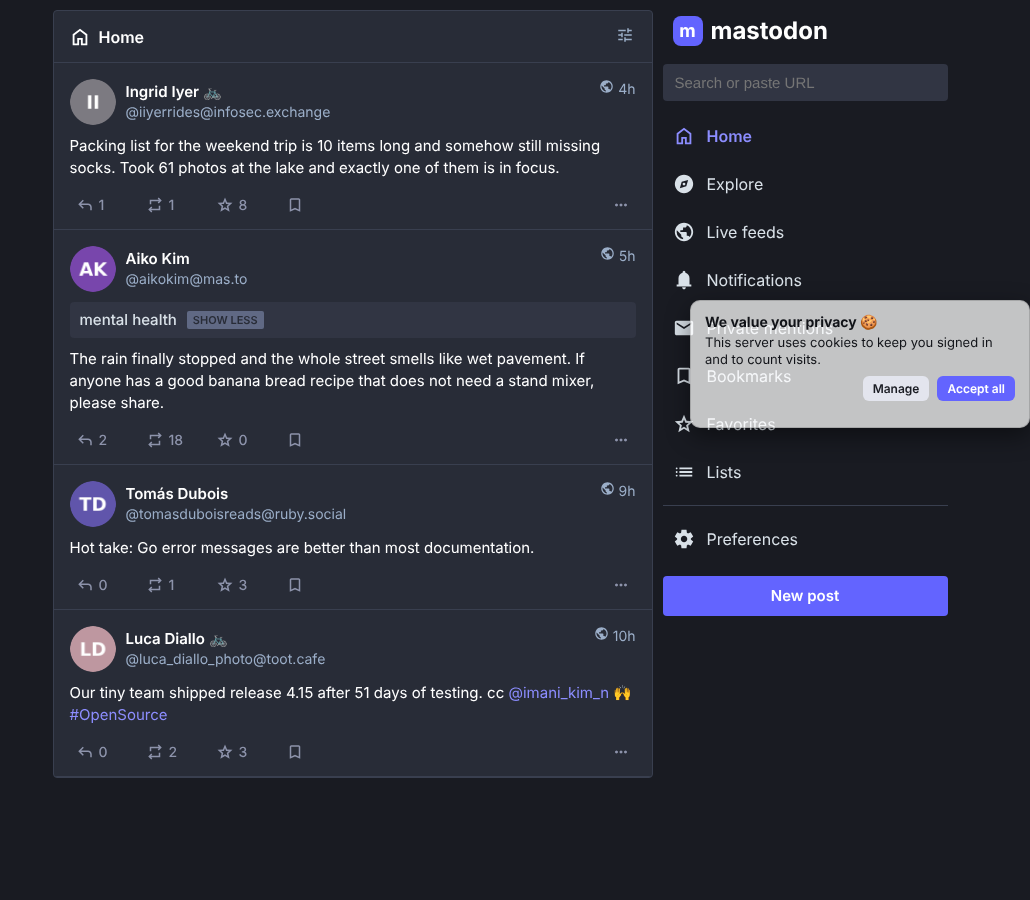 Home
II
Ingrid Iyer 🚲
4h
@iiyerrides@infosec.exchange
Packing list for the weekend trip is 10 items long and somehow still missing
socks. Took 61 photos at the lake and exactly one of them is in focus.
1 1 8
AK
Aiko Kim
5h
@aikokim@mas.to
mental health SHOW LESS
The rain finally stopped and the whole street smells like wet pavement. If
anyone has a good banana bread recipe that does not need a stand mixer,
please share.
2 18 0
TD
Tomás Dubois
9h
@tomasduboisreads@ruby.social
Hot take: Go error messages are better than most documentation.
0 1 3
LD
Luca Diallo 🚲
10h
@luca_diallo_photo@toot.cafe
Our tiny team shipped release 4.15 after 51 days of testing. cc @imani_kim_n 🙌
#OpenSource
0 2 3
m mastodon
Search or paste URL
Home
Explore
Live feeds
Notifications
Private mentions
Bookmarks
Favorites
Lists
Preferences
New post
We value your privacy 🍪
This server uses cookies to keep you signed in
and to count visits.
Manage Accept all